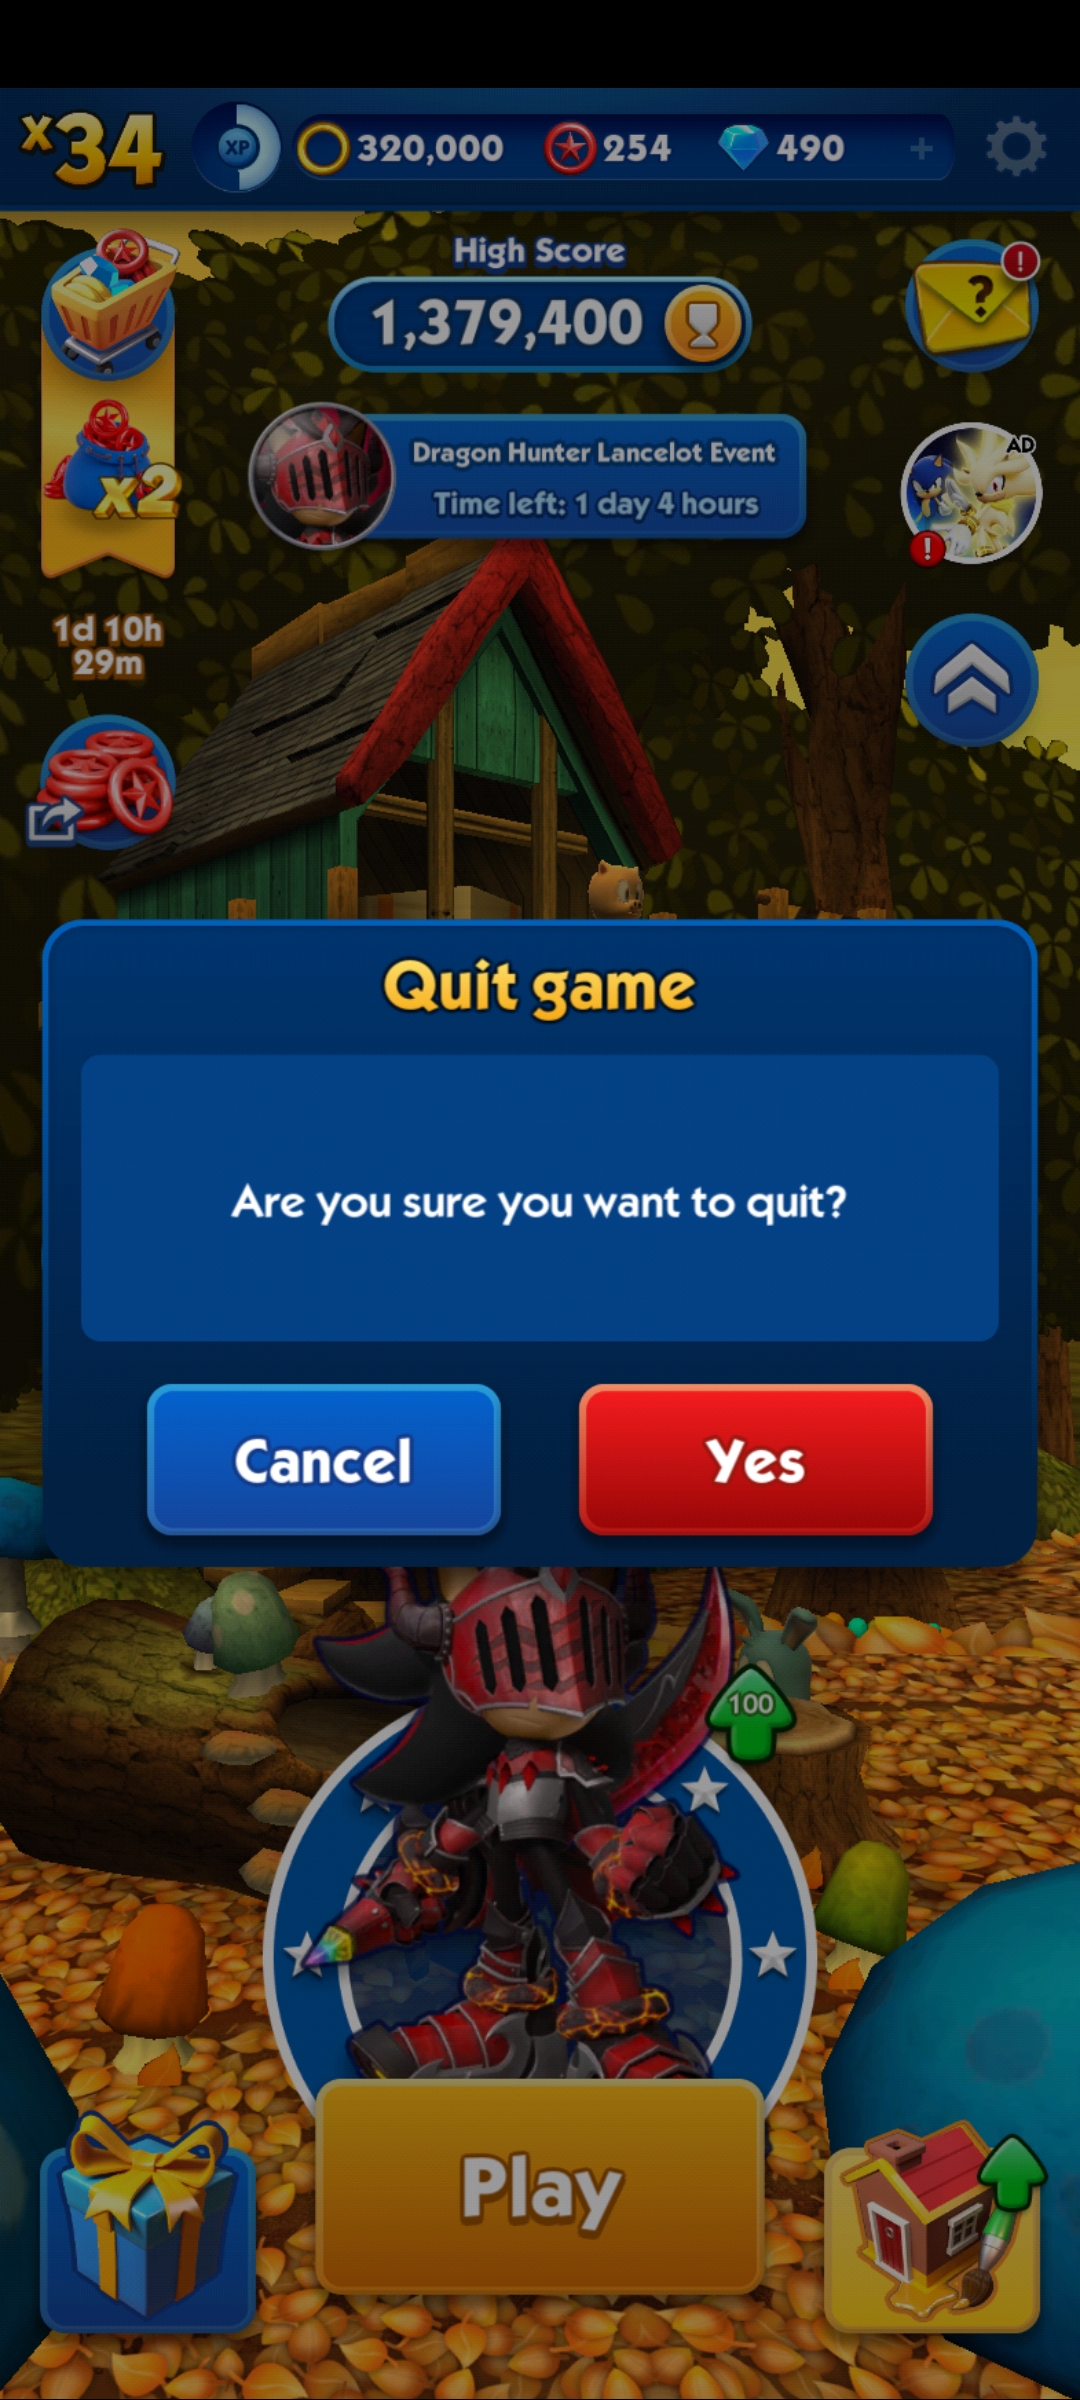 x34
XP
320,000
254
490
+
High Score
1,379,400
?
!
Dragon Hunter Lancelot Event
Time left: 1 day 4 hours
AD
!
x2
1d 10h
29m
Quit game
Are you sure you want to quit?
Cancel
Yes
100
Play